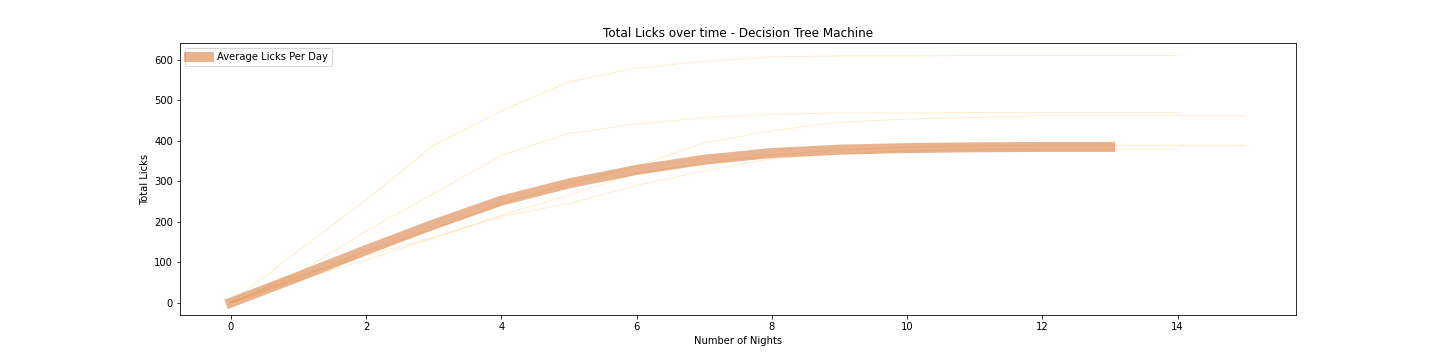 Total Licks over time - Decision Tree Machine
Average Licks Per Day
Total Licks
600
500
400
300
200
100
0
0 2 4 6 8 10 12 14
Number of Nights